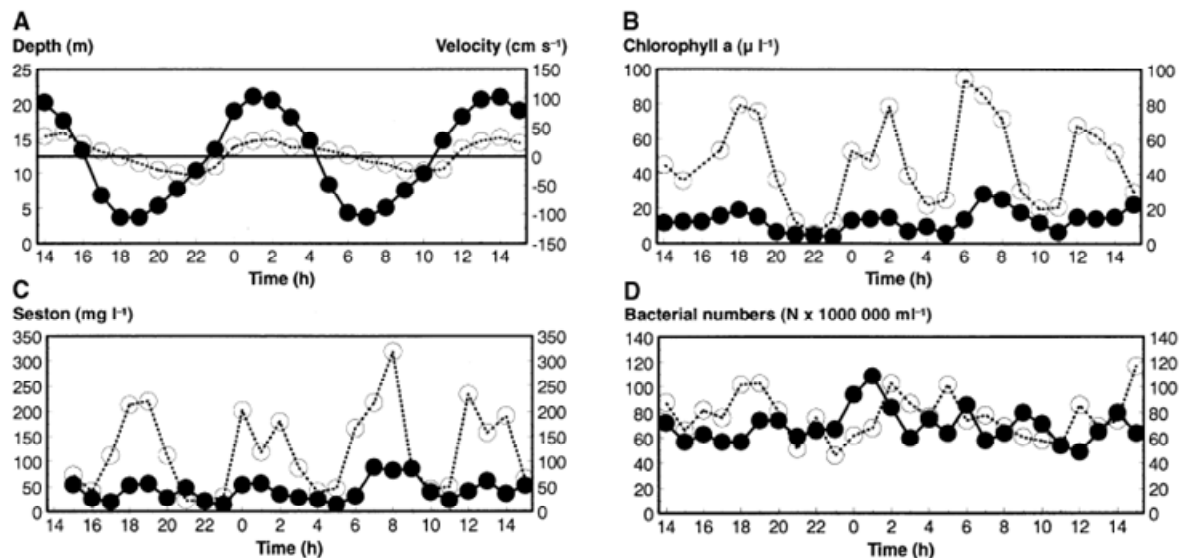 A
Depth (m) Velocity (cm s⁻¹)
25 150
20 100
50
15 0
10 -50
5 -100
0 -150
14 16 18 20 22 0 2 4 6 8 10 12 14
Time (h)
B
Chlorophyll a (µ l⁻¹)
100 100
80 80
60 60
40 40
20 20
0 0
14 16 18 20 22 0 2 4 6 8 10 12 14
Time (h)
C
Seston (mg l⁻¹)
350 350
300 300
250 250
200 200
150 150
100 100
50 50
0 0
14 16 18 20 22 0 2 4 6 8 10 12 14
Time (h)
D
Bacterial numbers (N x 1000 000 ml⁻¹)
140 140
120 120
100 100
80 80
60 60
40 40
20 20
0 0
14 16 18 20 22 0 2 4 6 8 10 12 14
Time (h)